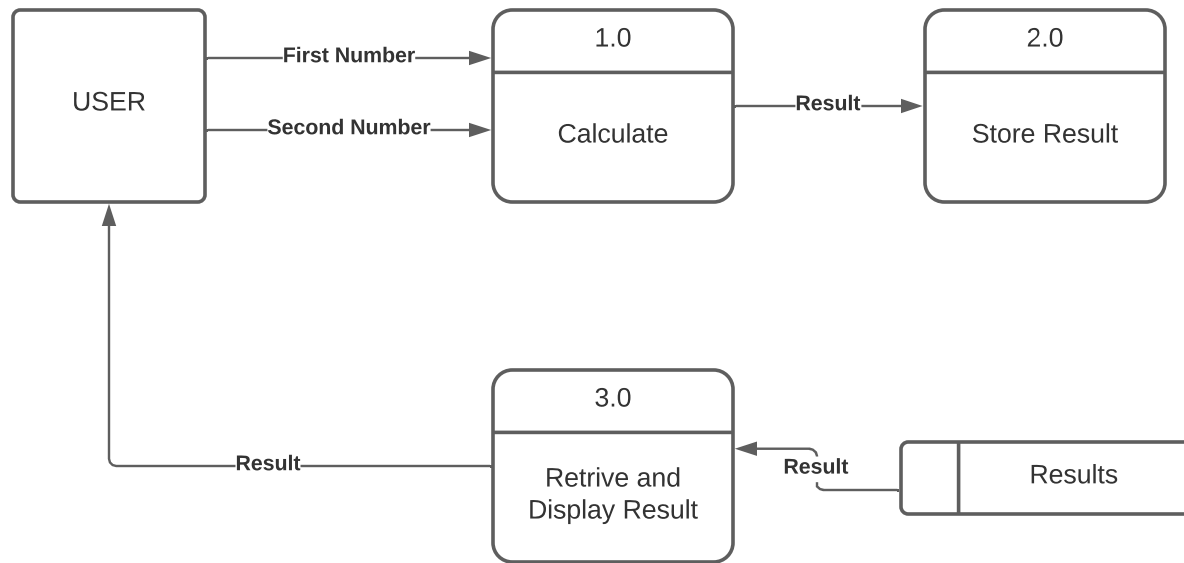 USER
First Number
Second Number
1.0
Calculate
Result
2.0
Store Result
Result
3.0
Retrive and
Display Result
Result
Results